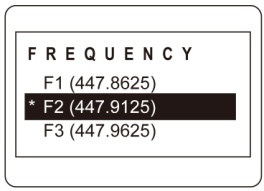 FREQUENCY
F1 (447.8625)
* F2 (447.9125)
F3 (447.9625)